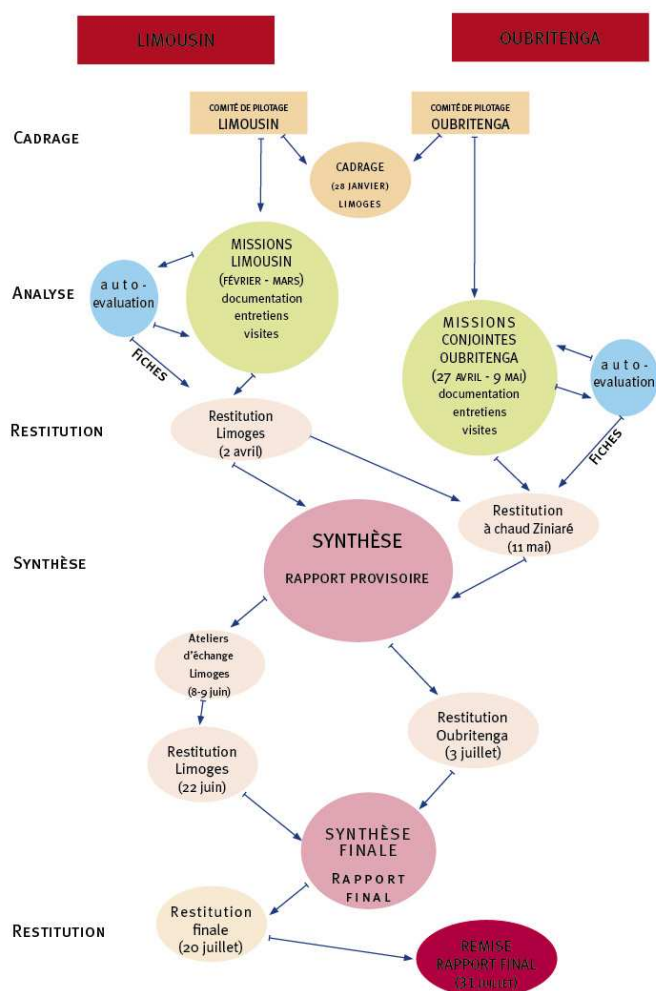 LIMOUSIN
OUBRITENGA
COMITÉ DE PILOTAGE
LIMOUSIN
COMITÉ DE PILOTAGE
OUBRITENGA
CADRAGE
CADRAGE
(28 JANVIER)
LIMOGES
MISSIONS
LIMOUSIN
(FÉVRIER - MARS)
documentation
entretiens
visites
auto-
evaluation
ANALYSE
FICHES
MISSIONS
CONJOINTES
OUBRITENGA
(27 AVRIL - 9 MAI)
documentation
entretiens
visites
auto-
evaluation
FICHES
RESTITUTION
Restitution
Limoges
(2 avril)
Restitution
à chaud Ziniaré
(11 mai)
SYNTHÈSE
SYNTHÈSE
RAPPORT PROVISOIRE
Ateliers
d'échange
Limoges
(8-9 juin)
Restitution
Limoges
(22 juin)
Restitution
Oubritenga
(3 juillet)
SYNTHÈSE
FINALE
RAPPORT
FINAL
RESTITUTION
Restitution
finale
(20 juillet)
REMISE
RAPPORT FINAL
(31 JUILLET)